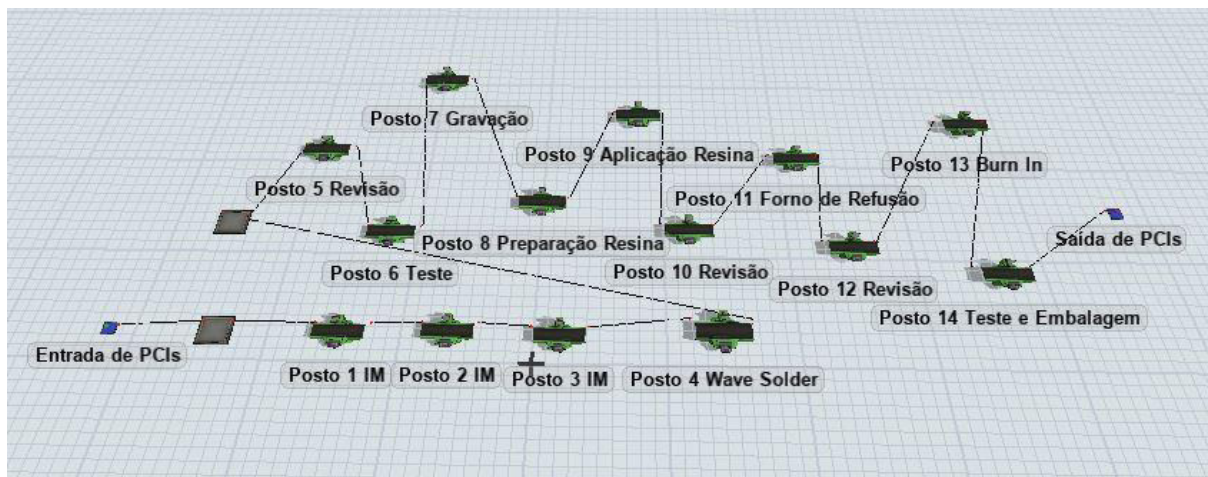 Posto 7 Gravação
Posto 9 Aplicação Resina
Posto 13 Burn In
Posto 5 Revisão
Posto 11 Forno de Refusão
Posto 8 Preparação Resina
Saída de PCIs
Posto 6 Teste
Posto 10 Revisão
Posto 12 Revisão
Posto 14 Teste e Embalagem
Entrada de PCIs
Posto 1 IM
Posto 2 IM
Posto 3 IM
Posto 4 Wave Solder